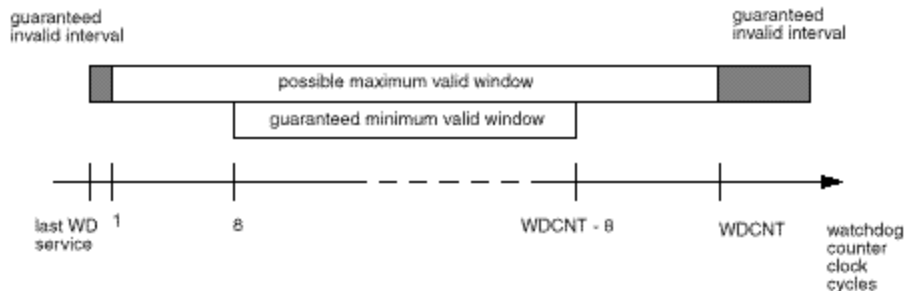 guaranteed
invalid interval
guaranteed
invalid interval
possible maximum valid window
guaranteed minimum valid window
last WD
service
1
8
WDCNT - 8
WDCNT
watchdog
counter
clock
cycles